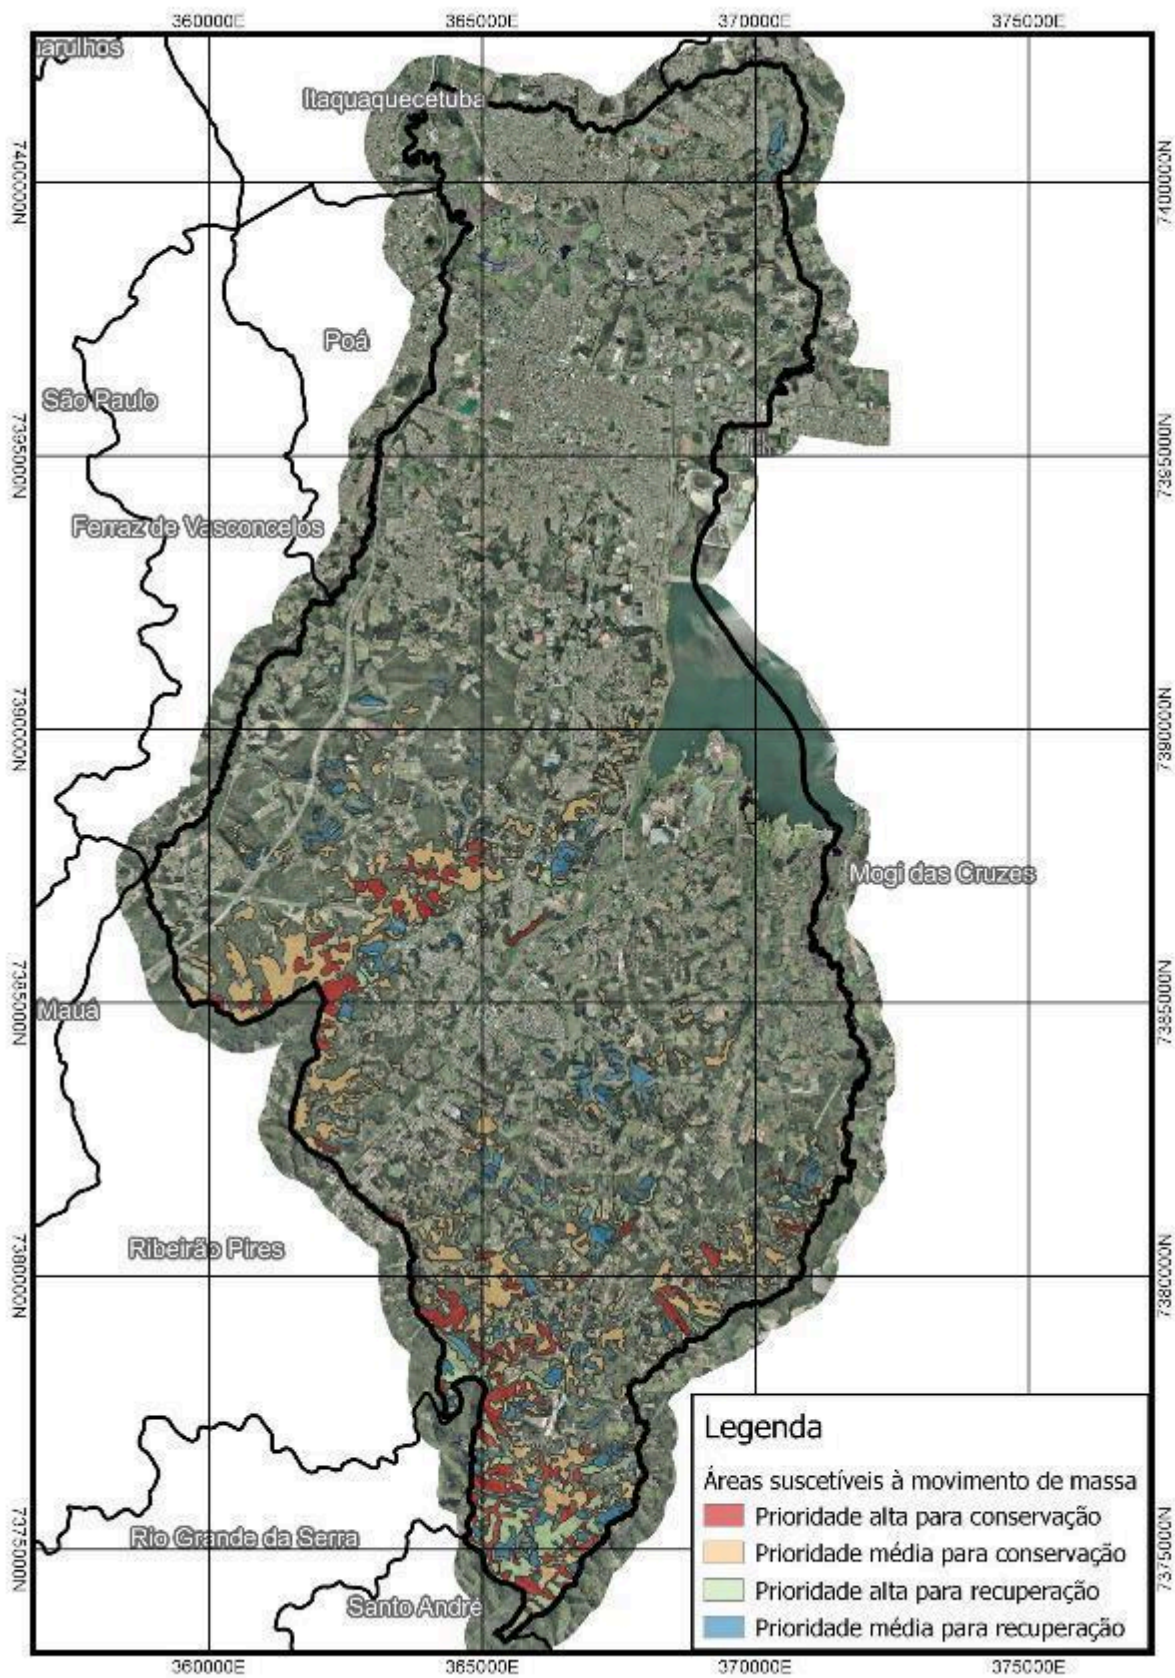 360000E 365000E 370000E 375000E
arulhos
Itaquaquecetuba
7400000N 7400000N
Poá
São Paulo
7395000N 7395000N
Ferraz de Vasconcelos
7390000N 7390000N
Mogi das Cruzes
7385000N 7385000N
Mauá
Ribeirão Pires
7380000N 7380000N
Legenda
Áreas suscetíveis à movimento de massa
Prioridade alta para conservação
Rio Grande da Serra
Prioridade média para conservação
7375000N 7375000N
Prioridade alta para recuperação
Santo André
Prioridade média para recuperação
360000E 365000E 370000E 375000E